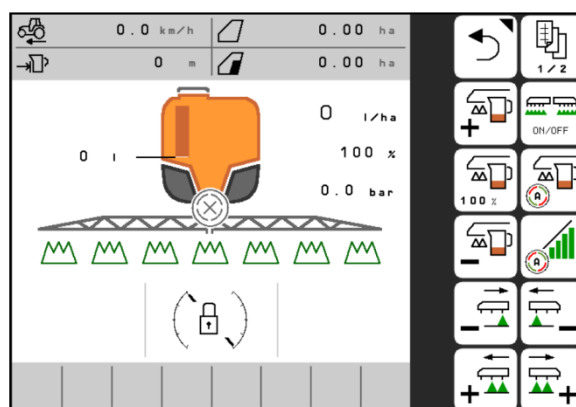 0.0 km/h
0.00 ha
0 m
0.00 ha
1/2
0 l/ha
0 l
100 %
0.0 bar
+
ON/OFF
100 %
A
-
A
-
-
+
+